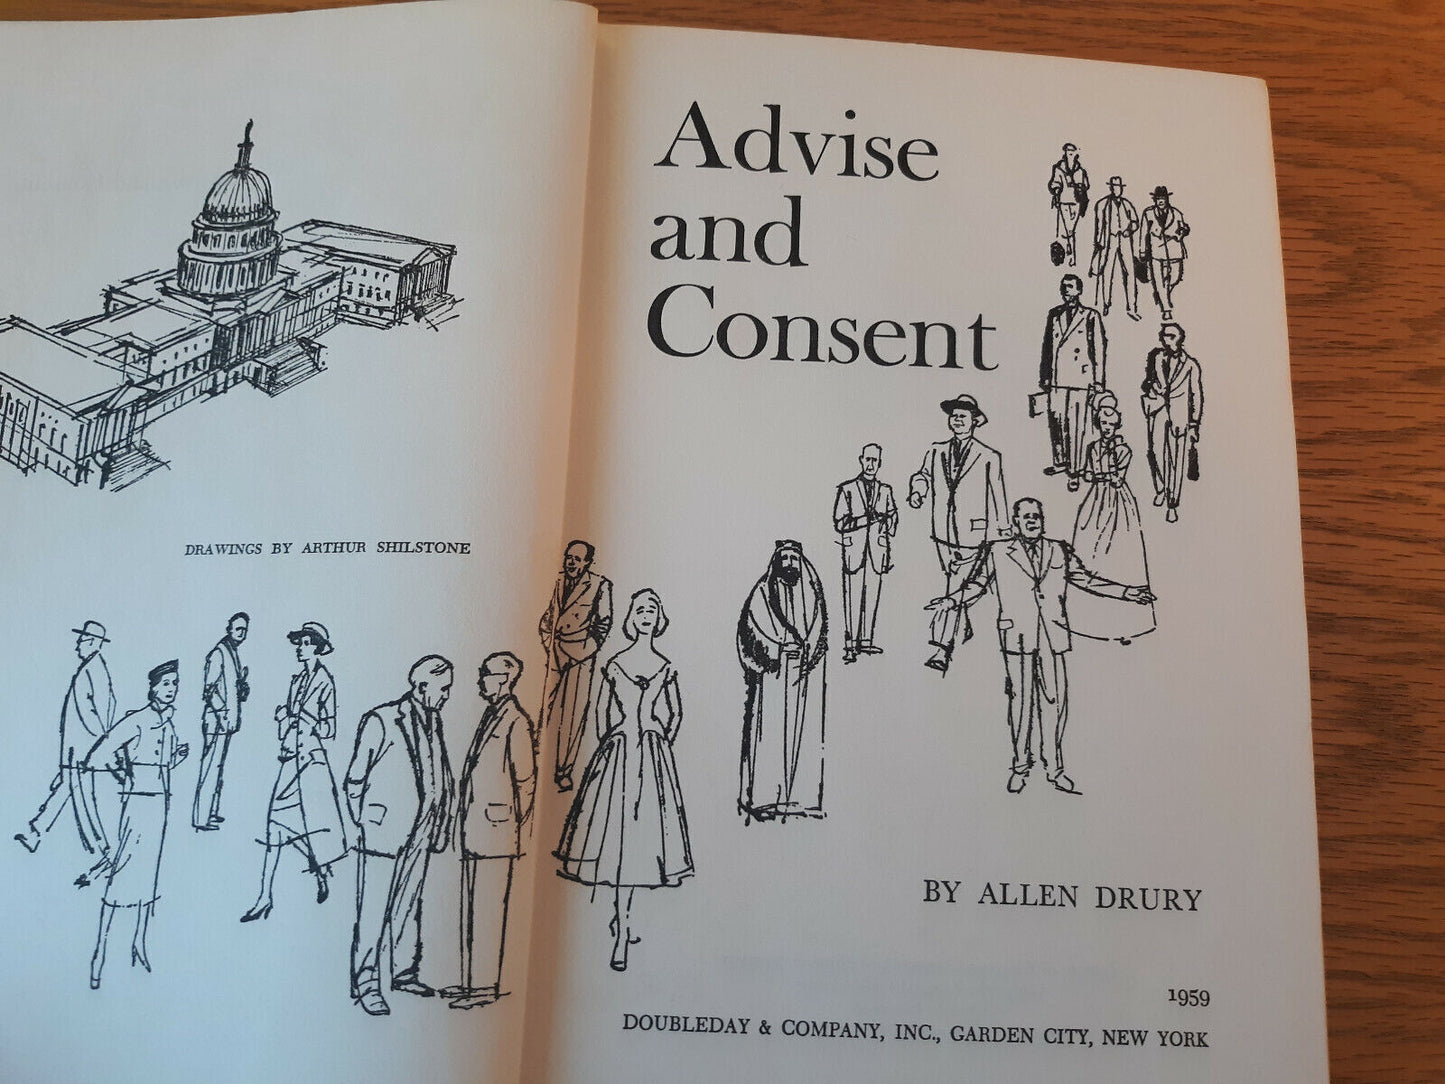 DRAWINGS BY ARTHUR SHILSTONE
Advise
and
Consent
BY ALLEN DRURY
1959
DOUBLEDAY & COMPANY, INC., GARDEN CITY, NEW YORK